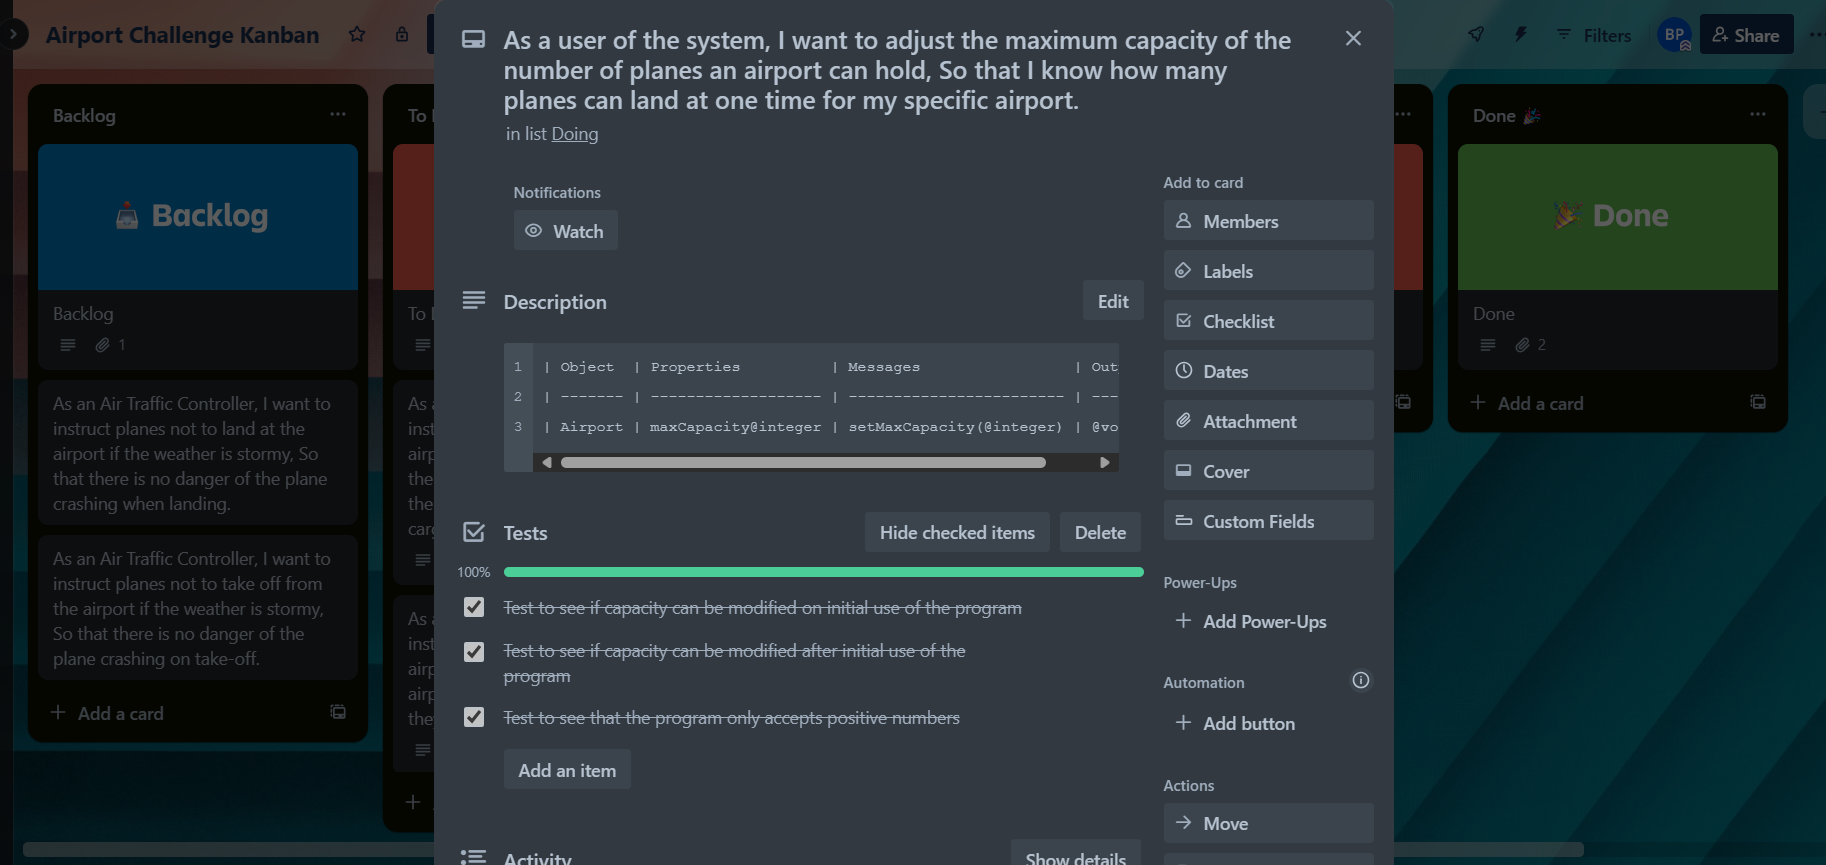 Airport Challenge Kanban
BP
Filters
Share
Backlog
Backlog
Backlog
1
As an Air Traffic Controller, I want to
instruct planes not to land at the
airport if the weather is stormy, So
that there is no danger of the plane
crashing when landing.
As an Air Traffic Controller, I want to
instruct planes not to take off from
the airport if the weather is stormy,
So that there is no danger of the
plane crashing on take-off.
+ Add a card
To
To
As
inst
airp
the
the
As
inst
airp
airp
the
As a user of the system, I want to adjust the maximum capacity of the
number of planes an airport can hold, So that I know how many
planes can land at one time for my specific airport.
in list Doing
Notifications
Watch
Description
Edit
1 | Object | Properties | Messages | Out
2 | ------- | ------------------- | ------------------------ | ---
3 | Airport | maxCapacity@integer | setMaxCapacity(@integer) | @vo
Tests
Hide checked items
Delete
100%
Test to see if capacity can be modified on initial use of the program
Test to see if capacity can be modified after initial use of the
program
Test to see that the program only accepts positive numbers
Add an item
Activity
Show details
Add to card
Members
Labels
Checklist
Dates
Attachment
Cover
Custom Fields
Power-Ups
+ Add Power-Ups
Automation
+ Add button
Actions
Move
Done 🎉
🎉 Done
Done
2
+ Add a card